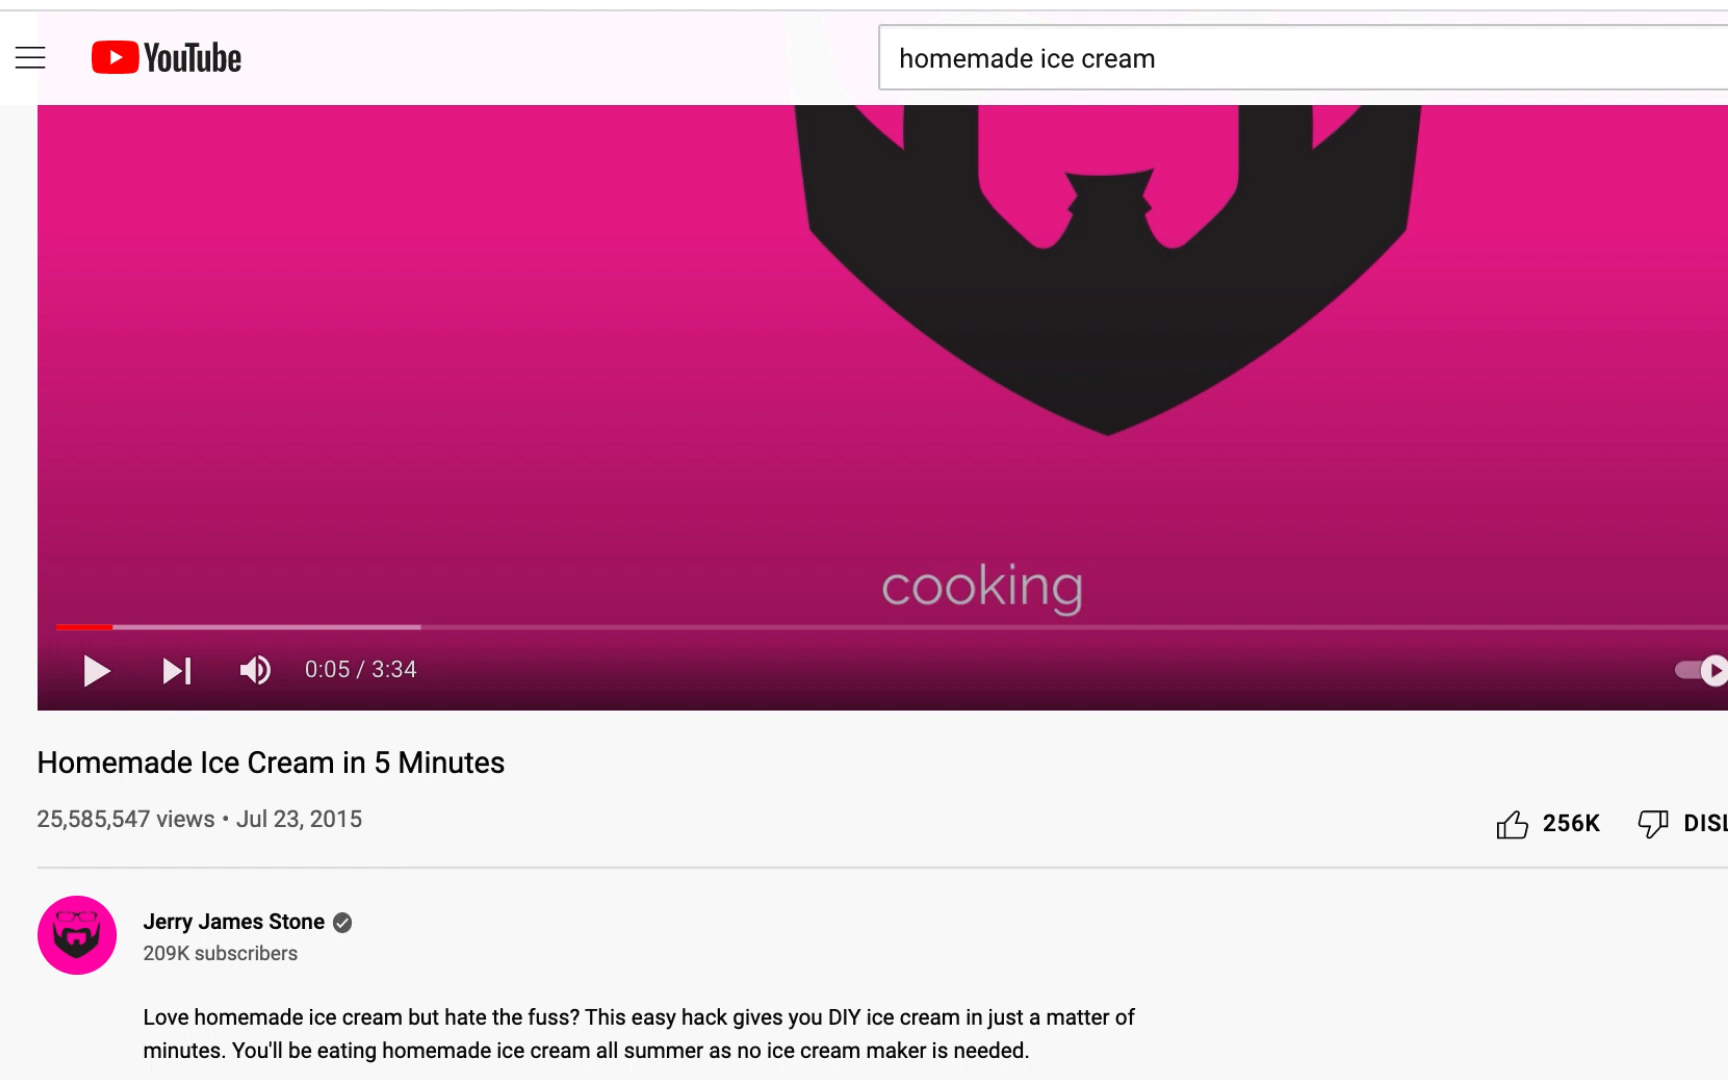 YouTube
homemade ice cream
cooking
0:05 / 3:34
Homemade Ice Cream in 5 Minutes
25,585,547 views • Jul 23, 2015
256K
Jerry James Stone
209K subscribers
Love homemade ice cream but hate the fuss? This easy hack gives you DIY ice cream in just a matter of
minutes. You'll be eating homemade ice cream all summer as no ice cream maker is needed.